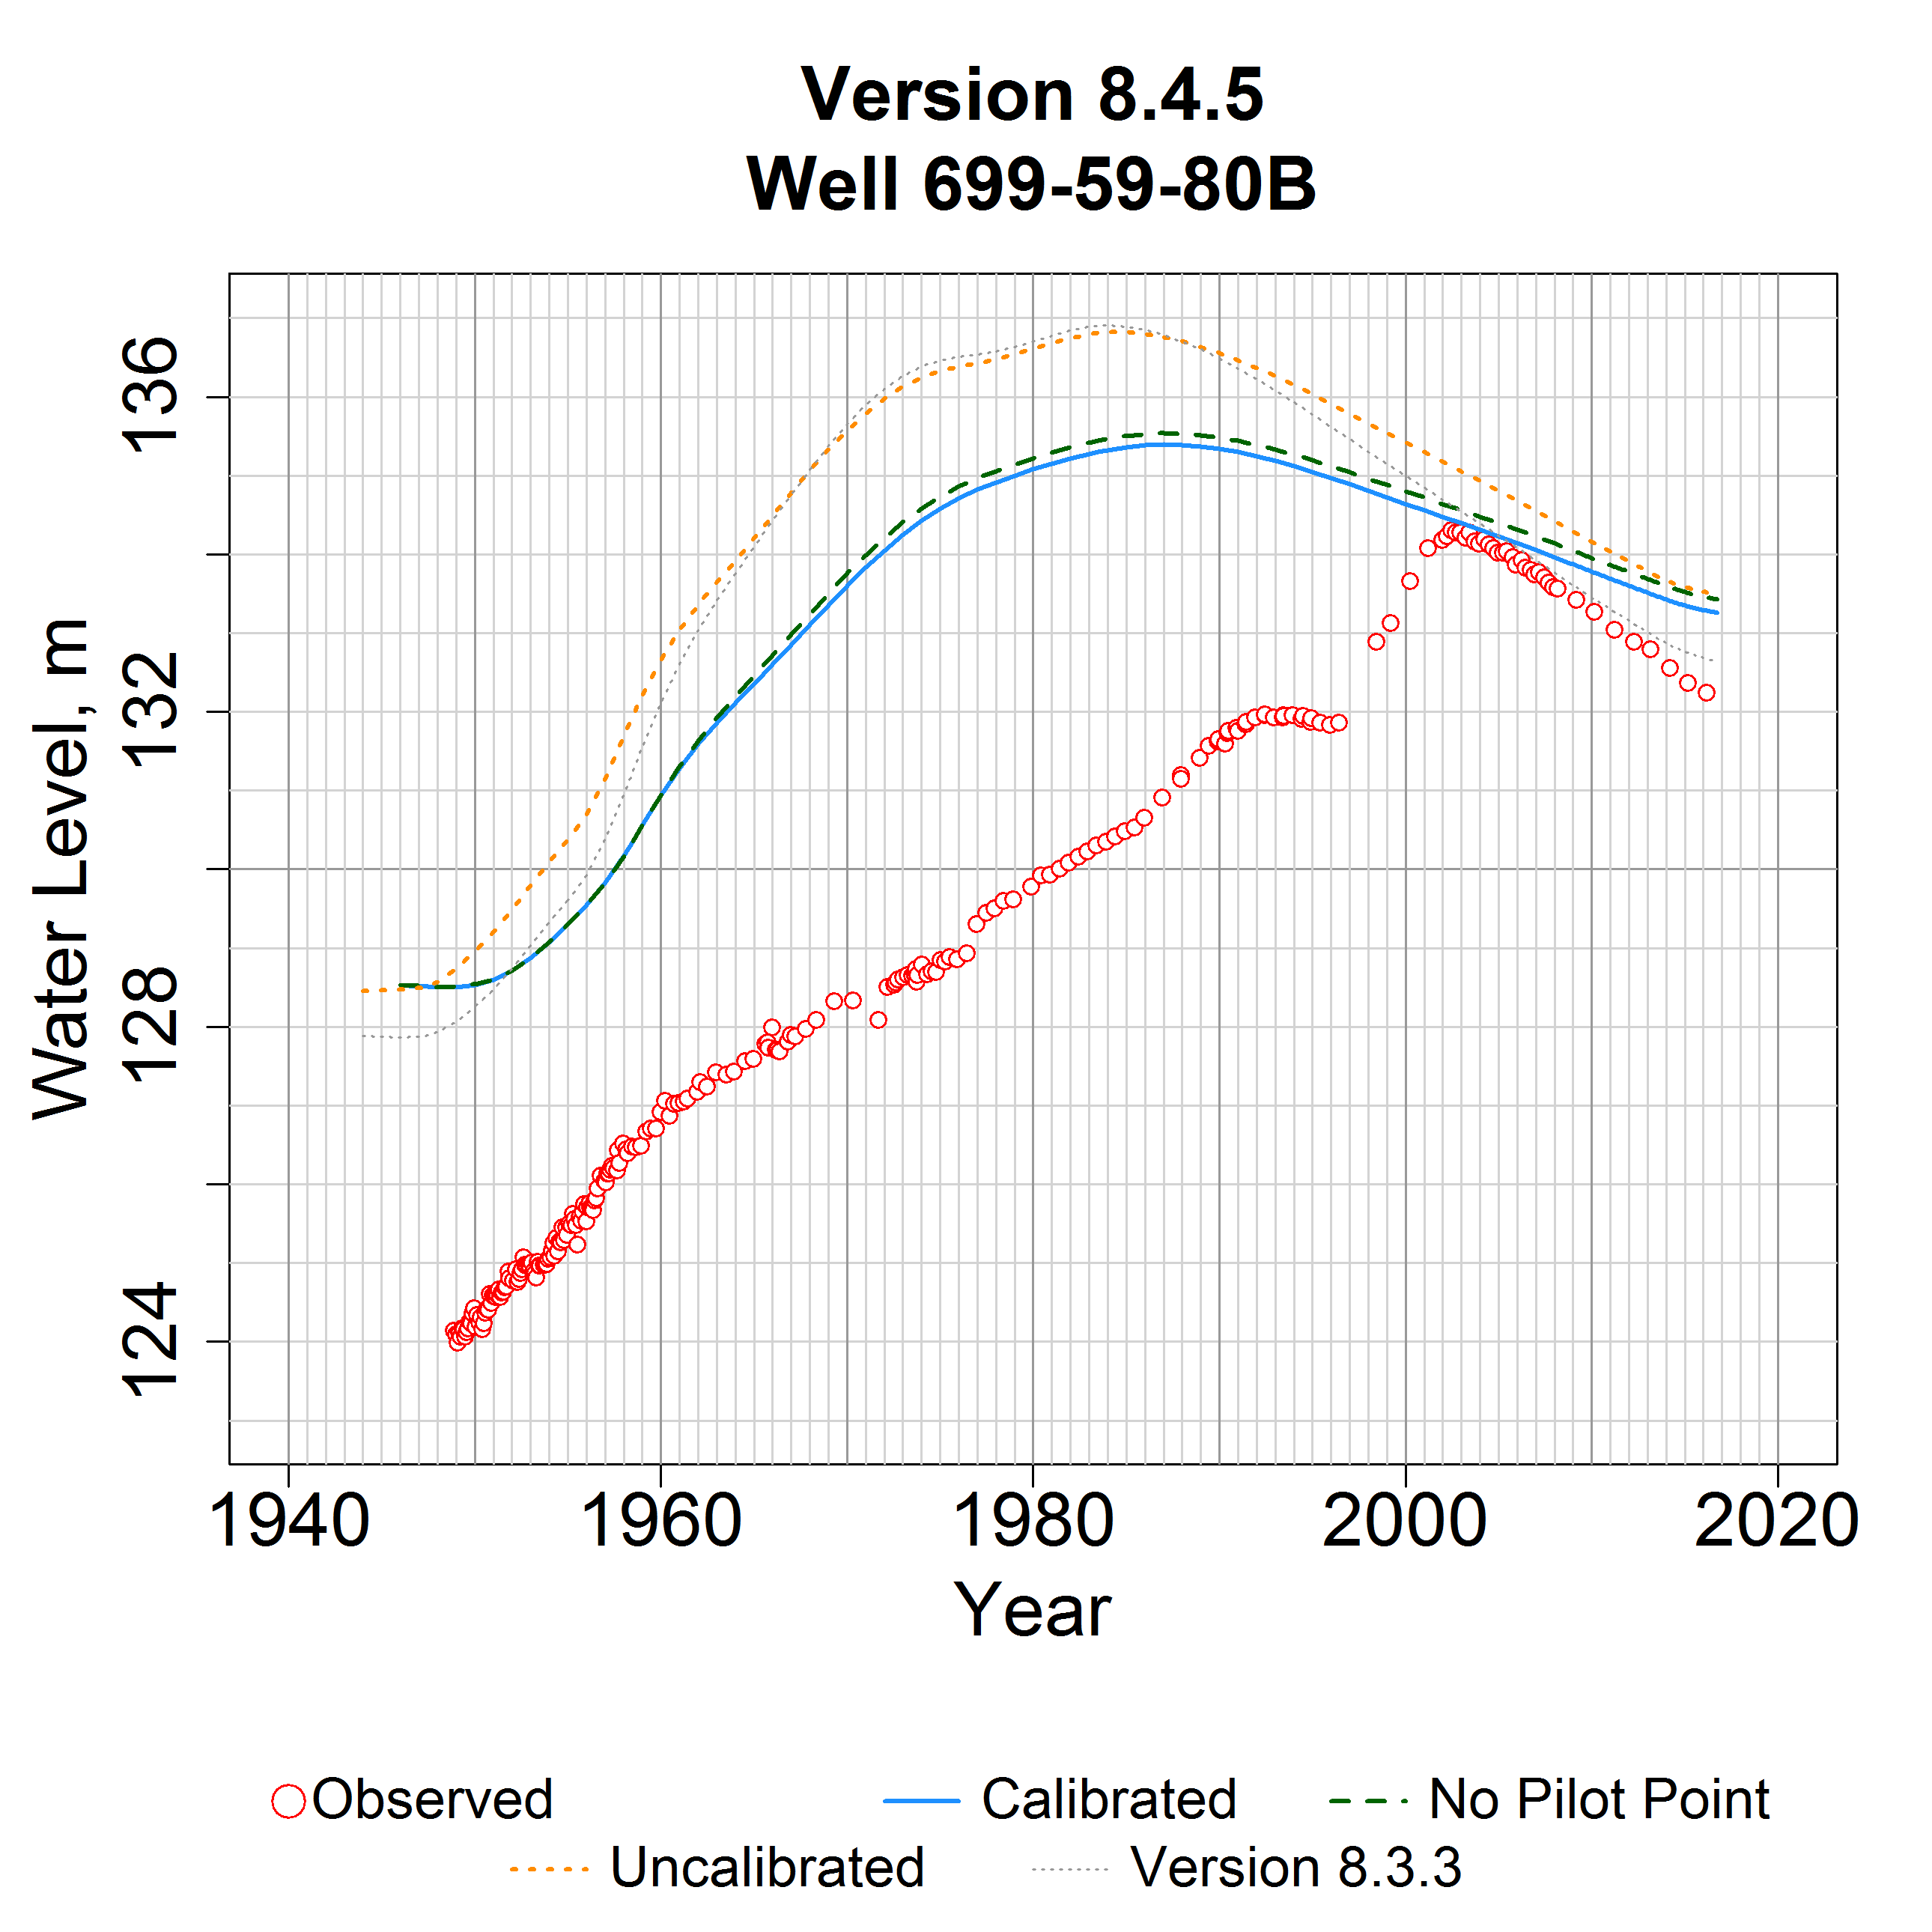 Version 8.4.5
Well 699-59-80B
Water Level, m
136
132
128
124
1940 1960 1980 2000 2020
Year
Observed Calibrated No Pilot Point
Uncalibrated Version 8.3.3